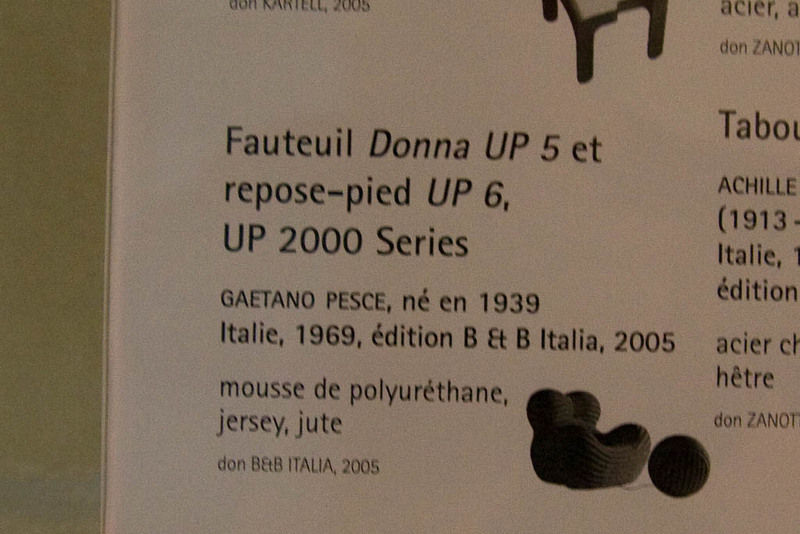 don KARTELL, 2005
Fauteuil Donna UP 5 et
repose-pied UP 6,
UP 2000 Series
GAETANO PESCE, né en 1939
Italie, 1969, édition B & B Italia, 2005
mousse de polyuréthane,
jersey, jute
don B&B ITALIA, 2005
acier, a
don ZANOT
Tabou
ACHILLE
(1913 -
Italie, 1
édition
acier ch
hêtre
don ZANOT